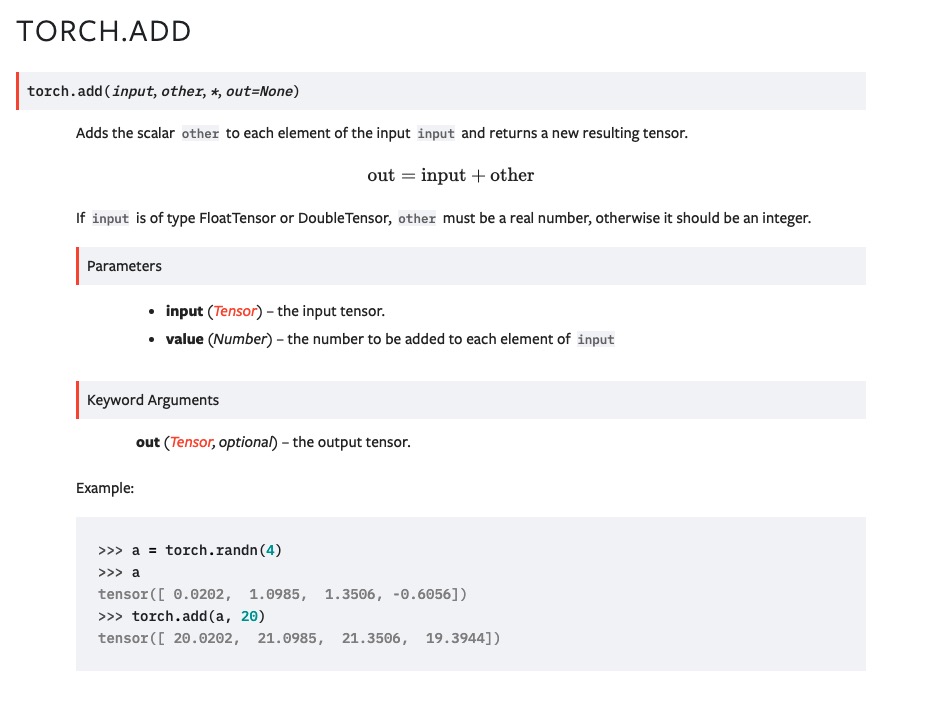 TORCH.ADD
torch.add(input, other, *, out=None)
Adds the scalar other to each element of the input input and returns a new resulting tensor.
out = input + other
If input is of type FloatTensor or DoubleTensor, other must be a real number, otherwise it should be an integer.
Parameters
• input (Tensor) – the input tensor.
• value (Number) – the number to be added to each element of input
Keyword Arguments
out (Tensor, optional) – the output tensor.
Example:
>>> a = torch.randn(4)
>>> a
tensor([ 0.0202,  1.0985,  1.3506, -0.6056])
>>> torch.add(a, 20)
tensor([ 20.0202,  21.0985,  21.3506,  19.3944])